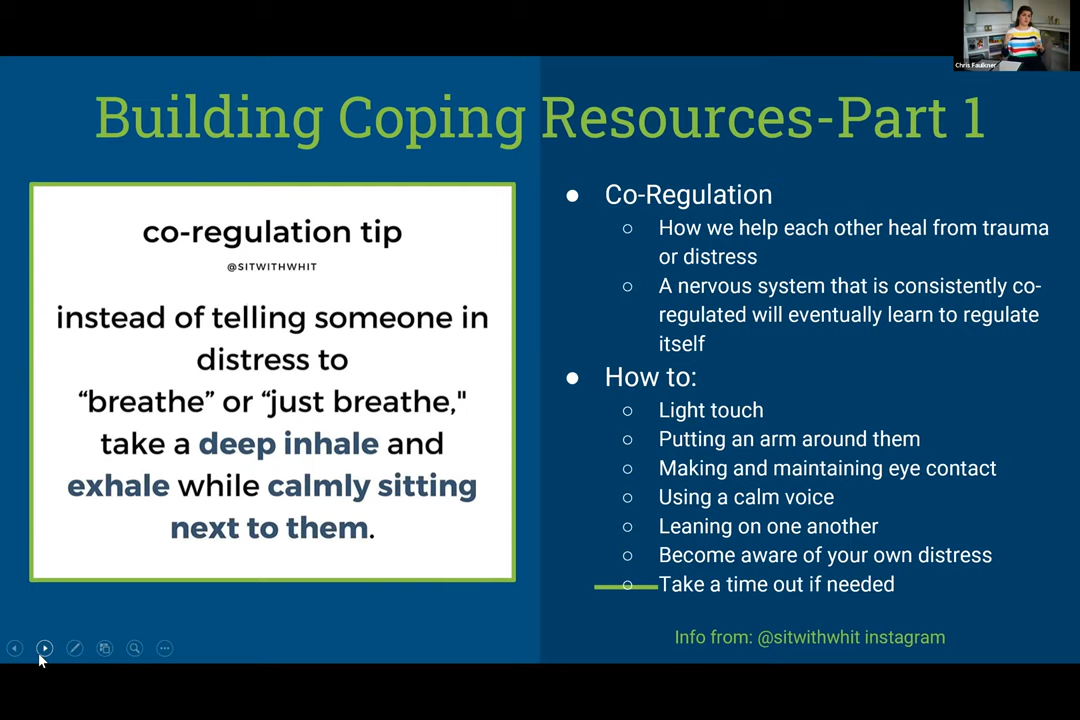 Chris Faulkner
Building Coping Resources-Part 1
co-regulation tip
@SITWITHWHIT
instead of telling someone in
distress to
“breathe” or “just breathe,"
take a deep inhale and
exhale while calmly sitting
next to them.
● Co-Regulation
○ How we help each other heal from trauma
or distress
○ A nervous system that is consistently co-
regulated will eventually learn to regulate
itself
● How to:
○ Light touch
○ Putting an arm around them
○ Making and maintaining eye contact
○ Using a calm voice
○ Leaning on one another
○ Become aware of your own distress
○ Take a time out if needed
Info from: @sitwithwhit instagram